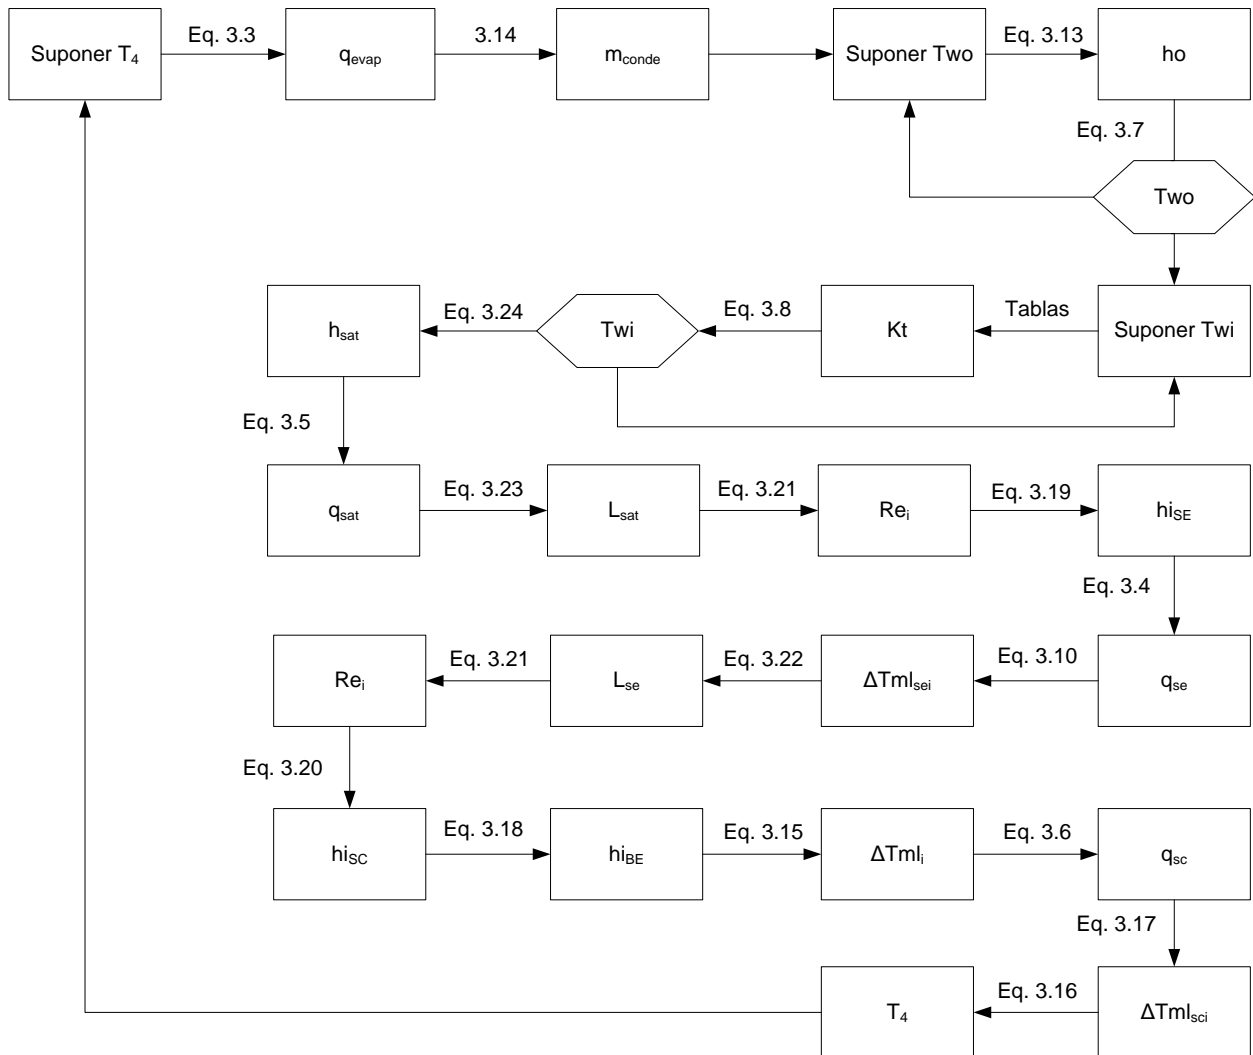 Suponer T₄
Eq. 3.3
qevap
3.14
mconde
Suponer Two
Eq. 3.13
ho
Eq. 3.7
Two
Suponer Twi
Tablas
Kt
Eq. 3.8
Twi
Eq. 3.24
hsat
Eq. 3.5
qsat
Eq. 3.23
Lsat
Eq. 3.21
Rei
Eq. 3.19
hiSE
Eq. 3.4
qse
Eq. 3.10
ΔTmlsei
Eq. 3.22
Lse
Eq. 3.21
Rei
Eq. 3.20
hiSC
Eq. 3.18
hiBE
Eq. 3.15
ΔTmli
Eq. 3.6
qsc
Eq. 3.17
ΔTmlsci
Eq. 3.16
T₄